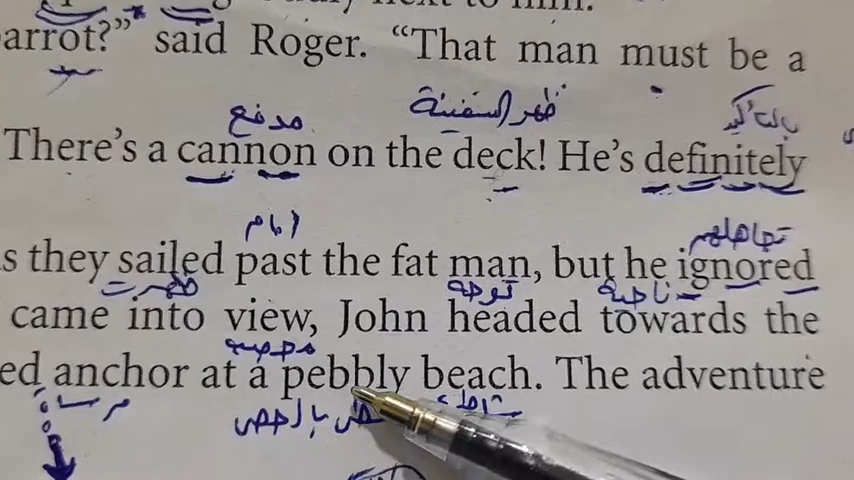 arrot?" said Roger. "That man must be a
مدفع ظهر السفينة بالتأكيد
There's a cannon on the deck! He's definitely
امام تجاهلهم
s they sailed past the fat man, but he ignored
ظهرت توجه ناحية
came into view, John headed towards the
ed anchor at a pebbly beach. The adventure
مرساة بالحصى شاطئ